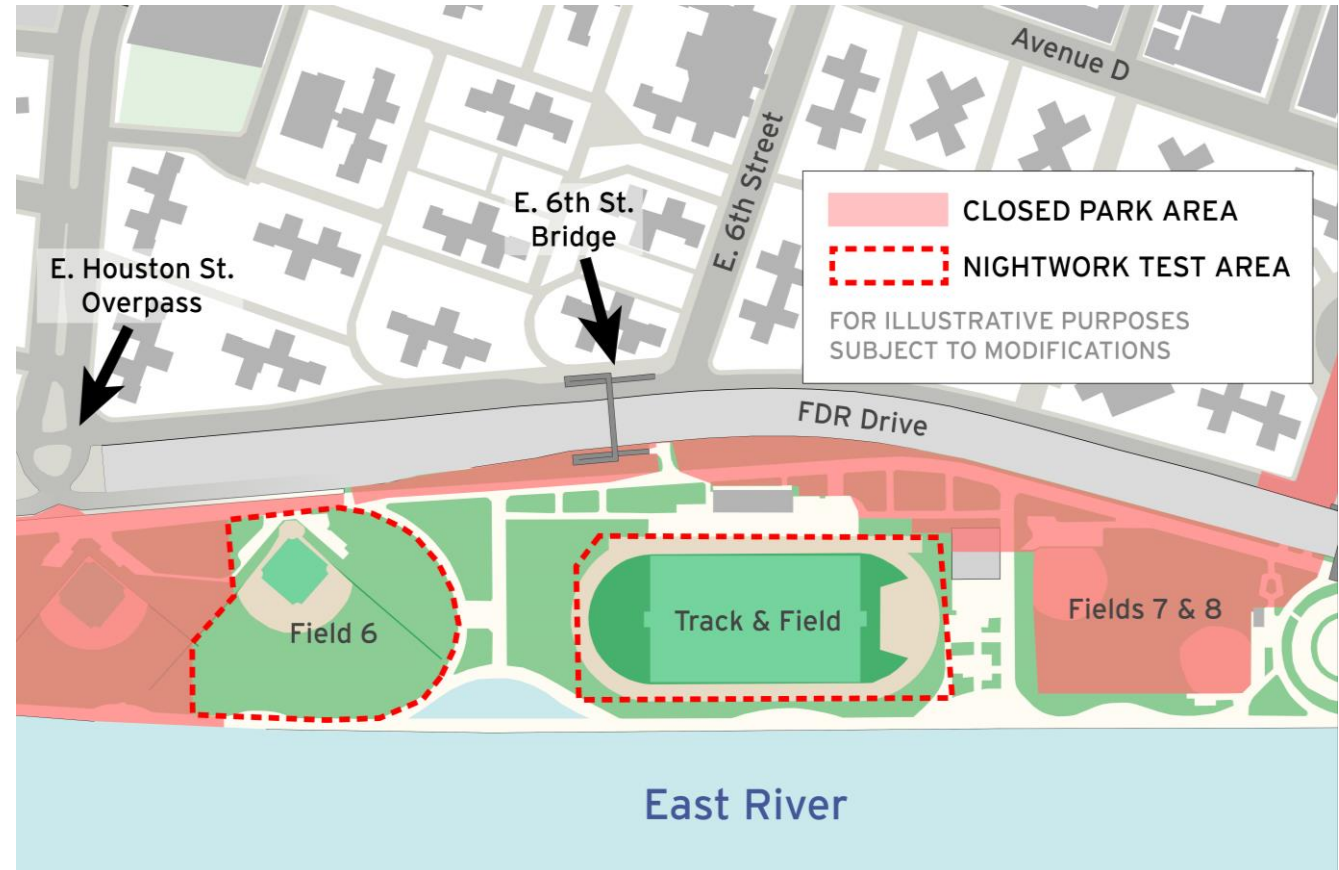 Avenue D
E. 6th Street
E. 6th St.
Bridge
E. Houston St.
Overpass
CLOSED PARK AREA
NIGHTWORK TEST AREA
FOR ILLUSTRATIVE PURPOSES
SUBJECT TO MODIFICATIONS
FDR Drive
Field 6
Track & Field
Fields 7 & 8
East River